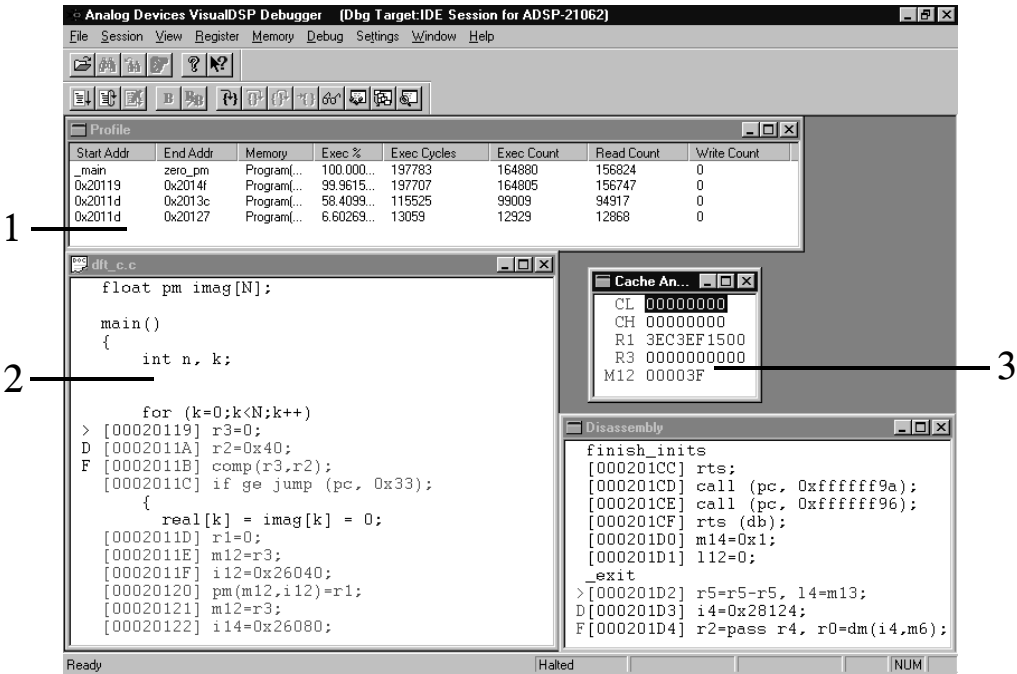 Analog Devices VisualDSP Debugger (Dbg Target:IDE Session for ADSP-21062)
File Session View Register Memory Debug Settings Window Help
Profile
Start Addr End Addr Memory Exec % Exec Cycles Exec Count Read Count Write Count
_main zero_pm Program(... 100.000... 197783 164880 156824 0
0x20119 0x2014f Program(... 99.9615... 197707 164805 156747 0
0x2011d 0x2013c Program(... 58.4099... 115525 99009 94917 0
0x2011d 0x20127 Program(... 6.60269... 13059 12929 12868 0
1
dft_c.c
float pm imag[N];
main()
{
int n, k;
2
for (k=0;k<N;k++)
> [00020119] r3=0;
D [0002011A] r2=0x40;
F [0002011B] comp(r3,r2);
[0002011C] if ge jump (pc, 0x33);
{
real[k] = imag[k] = 0;
[0002011D] r1=0;
[0002011E] m12=r3;
[0002011F] i12=0x26040;
[00020120] pm(m12,i12)=r1;
[00020121] m12=r3;
[00020122] i14=0x26080;
Cache An...
CL 00000000
CH 00000000
R1 3EC3EF1500
R3 0000000000
M12 00003F
3
Disassembly
finish_inits
[000201CC] rts;
[000201CD] call (pc, 0xffffff9a);
[000201CE] call (pc, 0xffffff96);
[000201CF] rts (db);
[000201D0] m14=0x1;
[000201D1] l12=0;
_exit
>[000201D2] r5=r5-r5, l4=m13;
D[000201D3] i4=0x28124;
F[000201D4] r2=pass r4, r0=dm(i4,m6);
Ready Halted NUM